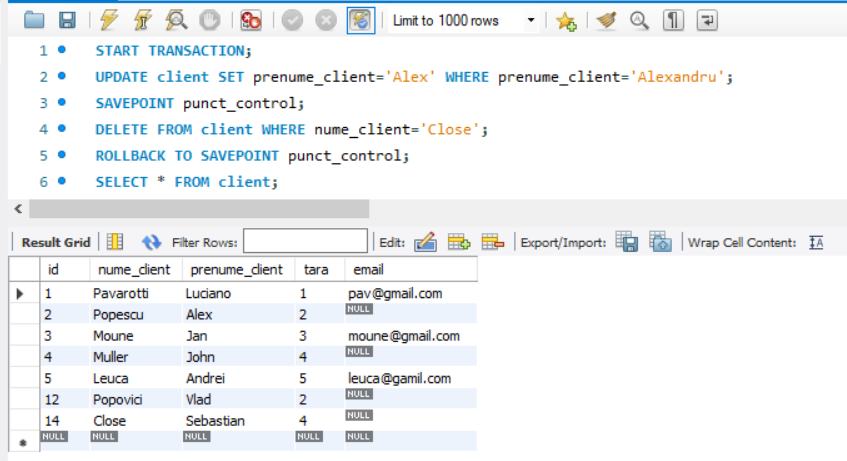 Limit to 1000 rows
1 START TRANSACTION;
2 UPDATE client SET prenume_client='Alex' WHERE prenume_client='Alexandru';
3 SAVEPOINT punct_control;
4 DELETE FROM client WHERE nume_client='Close';
5 ROLLBACK TO SAVEPOINT punct_control;
6 SELECT * FROM client;
Result Grid Filter Rows: Edit: Export/Import: Wrap Cell Content: IA
id nume_client prenume_client tara email
1 Pavarotti Luciano 1 pav@gmail.com
2 Popescu Alex 2 NULL
3 Moune Jan 3 moune@gmail.com
4 Muller John 4 NULL
5 Leuca Andrei 5 leuca@gamil.com
12 Popovici Vlad 2 NULL
14 Close Sebastian 4 NULL
NULL NULL NULL NULL NULL